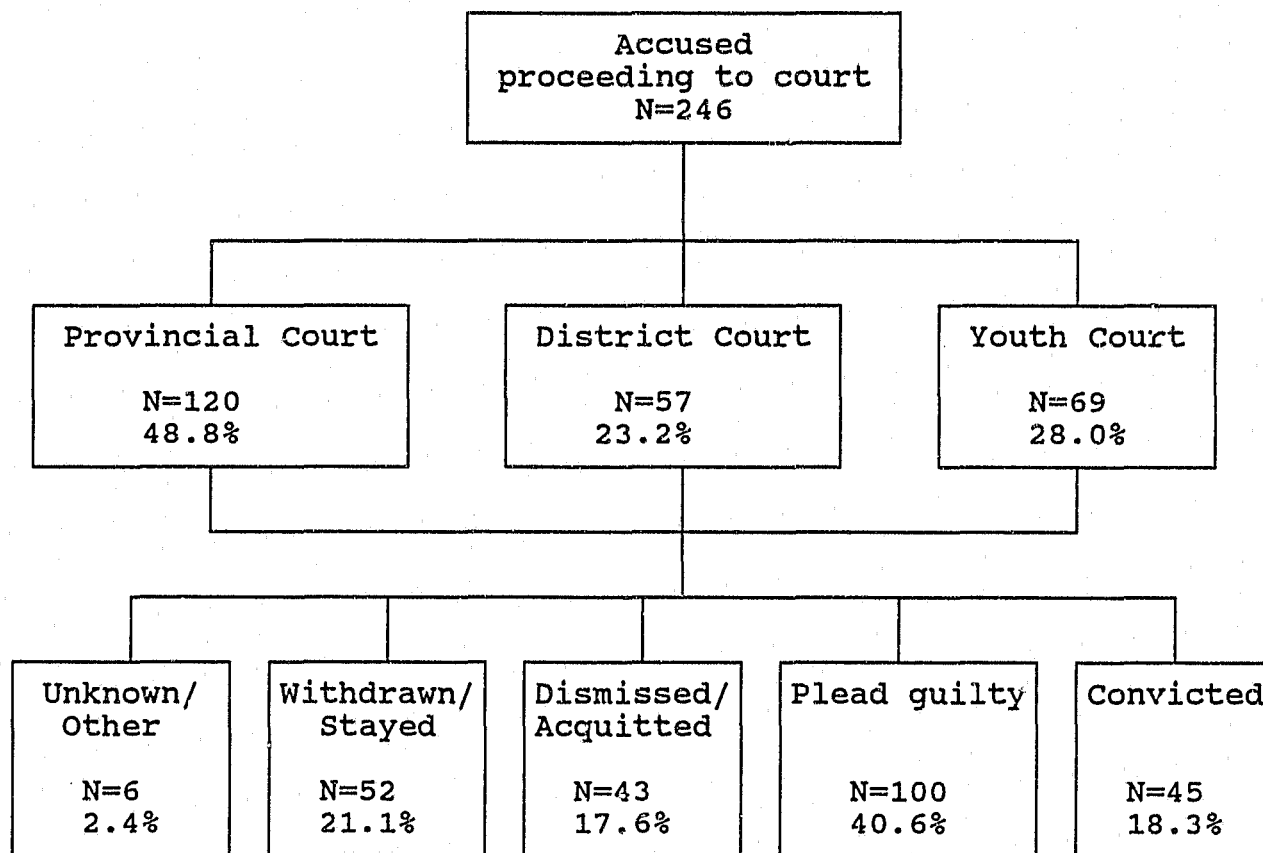 Accused
proceeding to court
N=246
Provincial Court
N=120
48.8%
District Court
N=57
23.2%
Youth Court
N=69
28.0%
Unknown/
Other
N=6
2.4%
Withdrawn/
Stayed
N=52
21.1%
Dismissed/
Acquitted
N=43
17.6%
Plead guilty
N=100
40.6%
Convicted
N=45
18.3%